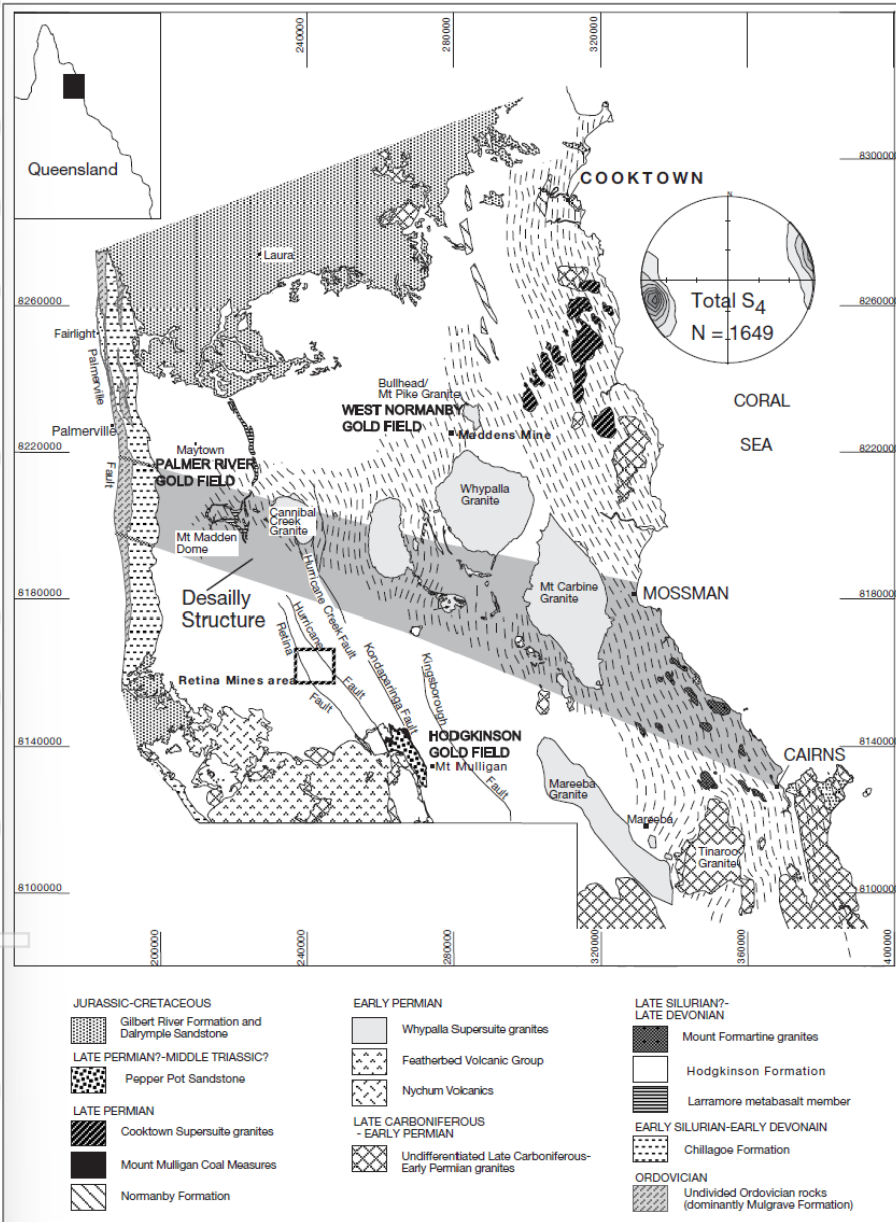 240000
280000
320000
Queensland
8300000
8300000
COOKTOWN
N
Laura
Total S4
N = 1649
8260000
8260000
Fairlight
Palmerville
Fault
Bullhead/
Mt Pike Granite
WEST NORMANBY
GOLD FIELD
Maddens Mine
CORAL
SEA
Palmerville
8220000
8220000
Maytown
PALMER RIVER
GOLD FIELD
Whypalla
Granite
Cannibal
Creek
Granite
Mt Madden
Dome
Desailly
Structure
Mt Carbine
Granite
MOSSMAN
8180000
8180000
Hurricane Creek Fault
Hurricane
Fault
Retina
Fault
Kondaparinga Fault
Kingsborough
Fault
Retina Mines area
HODGKINSON
GOLD FIELD
Mt Mulligan
8140000
8140000
CAIRNS
Mareeba
Granite
Mareeba
Tinaroo
Granite
8100000
8100000
200000
240000
280000
320000
360000
400000
JURASSIC-CRETACEOUS
Gilbert River Formation and
Dalrymple Sandstone
LATE PERMIAN?-MIDDLE TRIASSIC?
Pepper Pot Sandstone
LATE PERMIAN
Cooktown Supersuite granites
Mount Mulligan Coal Measures
Normanby Formation
EARLY PERMIAN
Whypalla Supersuite granites
Featherbed Volcanic Group
Nychum Volcanics
LATE CARBONIFEROUS
- EARLY PERMIAN
Undifferentiated Late Carboniferous-
Early Permian granites
LATE SILURIAN?-
LATE DEVONIAN
Mount Formartine granites
Hodgkinson Formation
Larramore metabasalt member
EARLY SILURIAN-EARLY DEVONAIN
Chillagoe Formation
ORDOVICIAN
Undivided Ordovician rocks
(dominantly Mulgrave Formation)